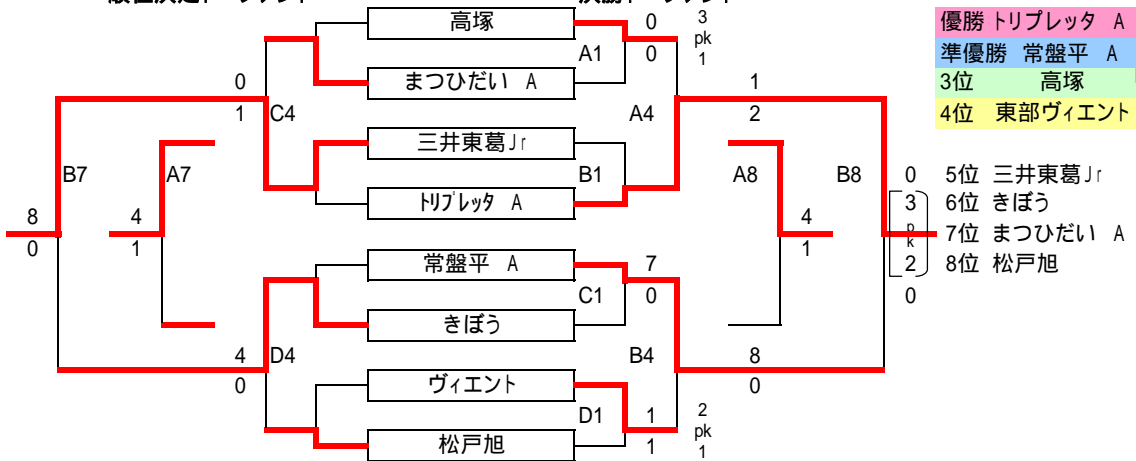 高塚
0
3
優勝 トリプレッタ A
A1
0
pk
1
準優勝 常盤平 A
0
まつひだい A
1
3位 高塚
1
C4
A4
2
4位 東部ヴィエント
三井東葛Jr
B7
A7
B1
A8
B8
0
5位 三井東葛Jr
トリプレッタ A
3
6位 きぼう
8
4
4
pk
7位 まつひだい A
0
1
1
2
8位 松戸旭
常盤平 A
7
0
C1
0
きぼう
4
D4
B4
8
0
0
ヴィエント
D1
1
2
pk
松戸旭
1
1